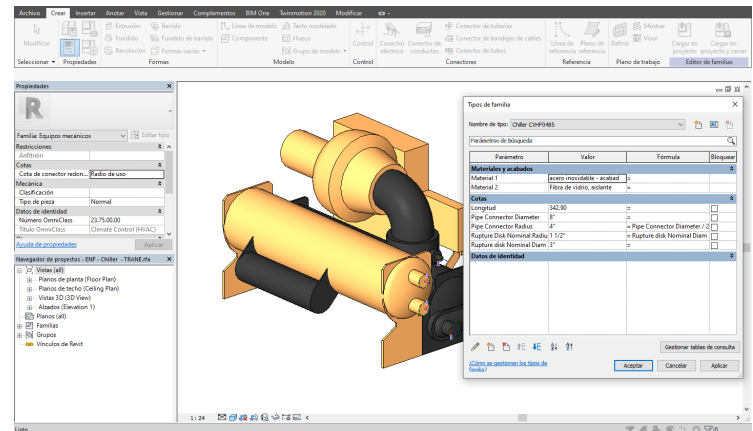 Archivo Crear Insertar Anotar Vista Gestionar Complementos BIM One Twinmotion 2020 Modificar
Modificar
Extrusión
Barrido
Fundido
Fundido de barrido
Revolución
Formas vacías
Línea de modelo
Texto modelado
Componente
Hueco
Grupo de modelo
Control
Conector eléctrico
Conector de conductos
Conector de tuberías
Conector de bandejas de cables
Conector de tubos
Línea de referencia
Plano de referencia
Definir
Mostrar
Visor
Cargar en proyecto
Cargar en proyecto y cerrar
Seleccionar Propiedades Formas Modelo Control Conectores Referencia Plano de trabajo Editor de familias
Propiedades X
R
Familia: Equipos mecánicos Editar tipo
Restricciones
Anfitrión
Cotas
Cota de conector redon... Radio de uso
Mecánica
Clasificación
Tipo de pieza Normal
Datos de identidad
Número OmniClass 23.75.00.00
Título OmniClass Climate Control (HVAC)
Ayuda de propiedades Aplicar
Navegador de proyectos - ENF - Chiller - TRANE.rfa X
Vistas (all)
Planos de planta (Floor Plan)
Planos de techo (Ceiling Plan)
Vistas 3D (3D View)
Alzados (Elevation 1)
Planos (all)
Familias
Grupos
Vínculos de Revit
Tipos de familia
Nombre de tipo: Chiller CVHF0485
Parámetros de búsqueda
Parámetro Valor Fórmula Bloquear
Materiales y acabados
Material 1 acero inoxidable - acabad =
Material 2 Fibra de vidrio, aislante =
Cotas
Longitud 342.90 =
Pipe Connector Diameter 8" =
Pipe Connector Radius 4" = Pipe Connector Diameter / 2
Rupture Disk Nominal Radiu 1 1/2" = Rupture disk Nominal Diam
Rupture disk Nominal Diam 3" =
Datos de identidad
Gestionar tablas de consulta
¿Cómo se gestionan los tipos de familia?
Aceptar Cancelar Aplicar
1 : 24
Listo